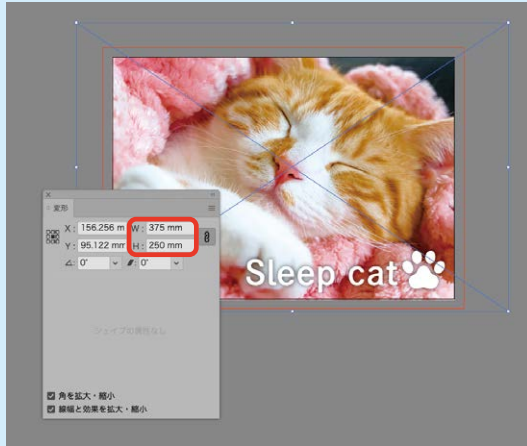 変形
X: 156.256 m W: 375 mm
Y: 95.122 mm H: 250 mm
0° 0°
シェイプの属性なし
角を拡大・縮小
線幅と効果を拡大・縮小
Sleep cat